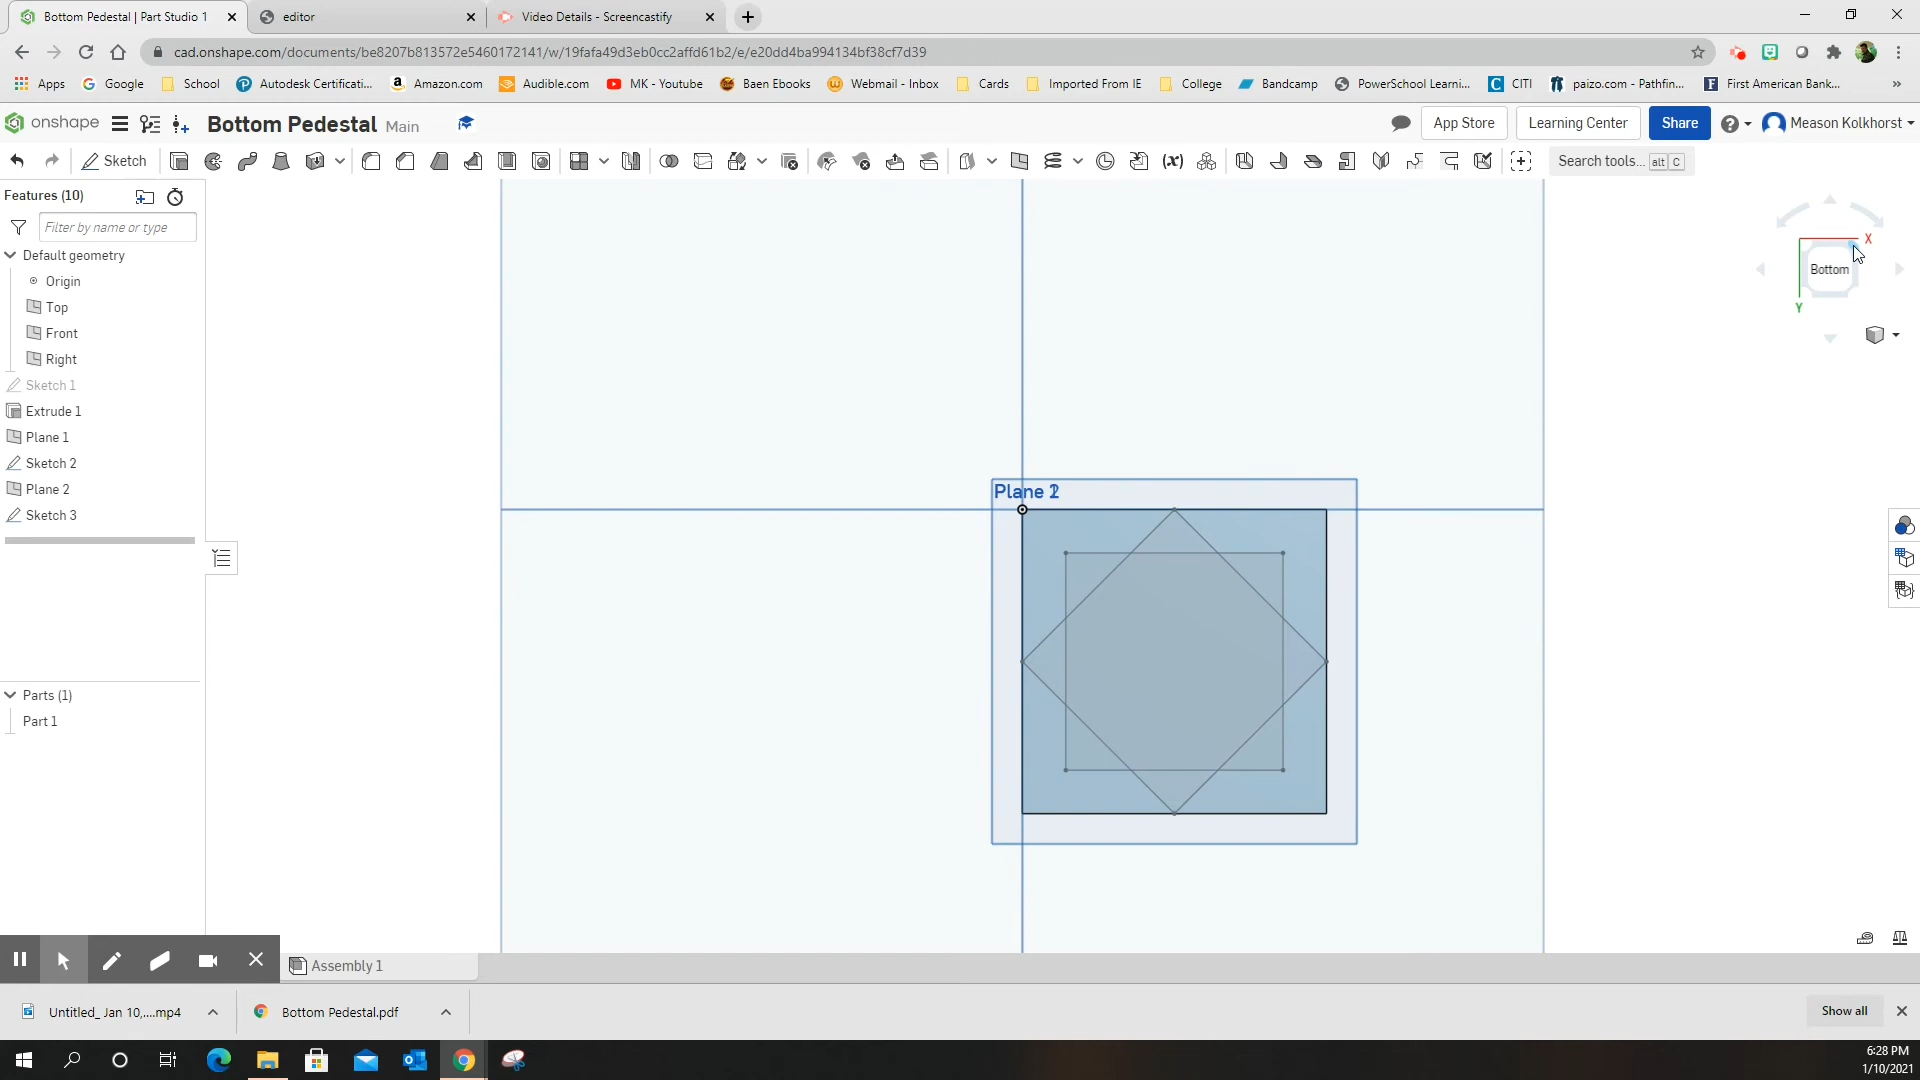 Bottom Pedestal | Part Studio 1
editor
Video Details - Screencastify
cad.onshape.com/documents/be8207b813572e5460172141/w/19fafa49d3eb0cc2affd61b2/e/e20dd4ba994134bf38cf7d39
Apps
Google
School
Autodesk Certificati...
Amazon.com
Audible.com
MK - Youtube
Baen Ebooks
Webmail - Inbox
Cards
Imported From IE
College
Bandcamp
PowerSchool Learni...
CITI
paizo.com - Pathfin...
First American Bank...
»
onshape
Bottom Pedestal Main
App Store
Learning Center
Share
Meason Kolkhorst
Sketch
Search tools... alt C
Features (10)
Filter by name or type
Default geometry
Origin
Top
Front
Right
Sketch 1
Extrude 1
Plane 1
Sketch 2
Plane 2
Sketch 3
Parts (1)
Part 1
X
Bottom
Y
Plane
Assembly 1
Untitled_ Jan 10,....mp4
Bottom Pedestal.pdf
Show all
6:28 PM
1/10/2021